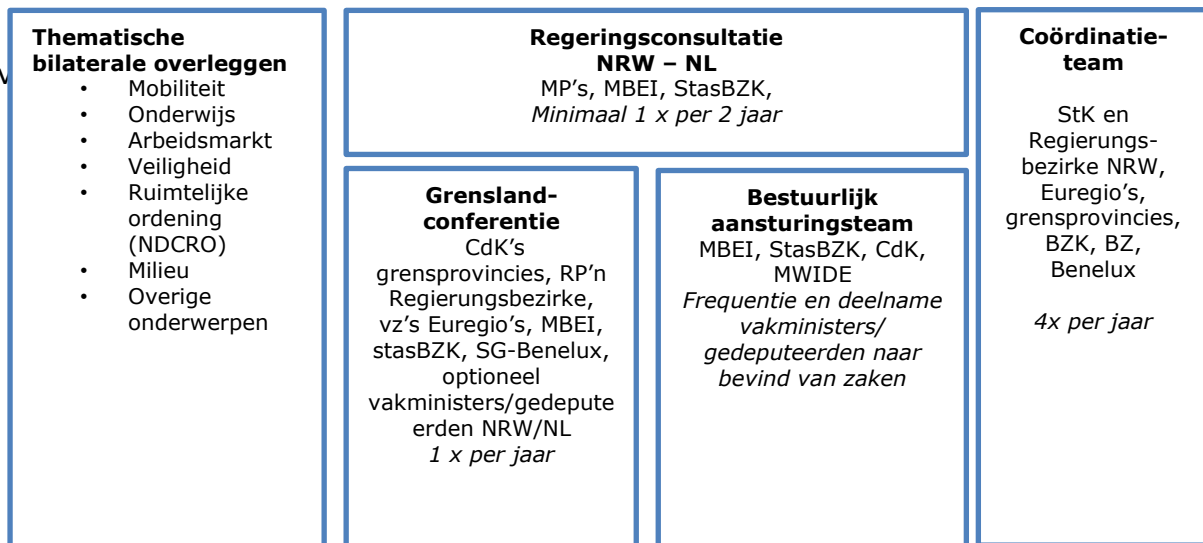 Thematische
bilaterale overleggen
• Mobiliteit
• Onderwijs
• Arbeidsmarkt
• Veiligheid
• Ruimtelijke
ordening
(NDCRO)
• Milieu
• Overige
onderwerpen
Regeringsconsultatie
NRW – NL
MP's, MBEI, StasBZK,
Minimaal 1 x per 2 jaar
Grensland-
conferentie
CdK's
grensprovincies, RP'n
Regierungsbezirke,
vz's Euregio's, MBEI,
stasBZK, SG-Benelux,
optioneel
vakministers/gedepute
erden NRW/NL
1 x per jaar
Bestuurlijk
aansturingsteam
MBEI, StasBZK, CdK,
MWIDE
Frequentie en deelname
vakministers/
gedeputeerden naar
bevind van zaken
Coördinatie-
team
StK en
Regierungs-
bezirke NRW,
Euregio's,
grensprovincies,
BZK, BZ,
Benelux
4x per jaar